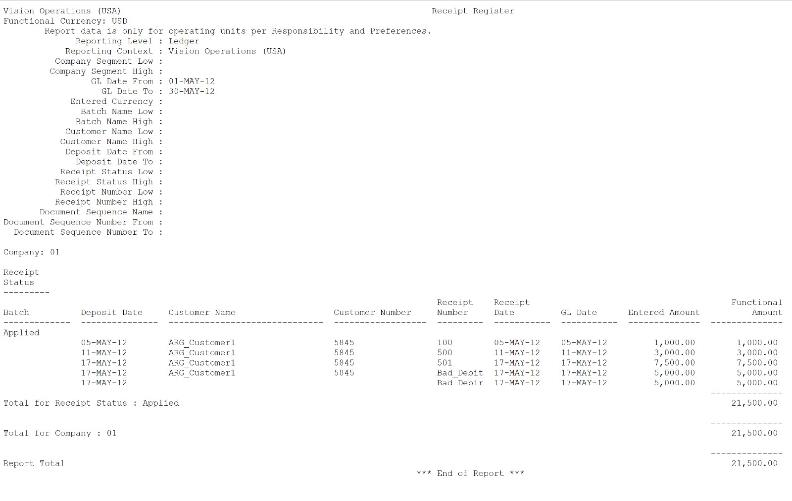 Vision Operations (USA) Receipt Register
Functional Currency: USD
Report data is only for operating units per Responsibility and Preferences.
Reporting Level : Ledger
Reporting Context : Vision Operations (USA)
Company Segment Low :
Company Segment High :
GL Date From : 01-MAY-12
GL Date To : 30-MAY-12
Entered Currency :
Batch Name Low :
Batch Name High :
Customer Name Low :
Customer Name High :
Deposit Date From :
Deposit Date To :
Receipt Status Low :
Receipt Status High :
Receipt Number Low :
Receipt Number High :
Document Sequence Name :
Document Sequence Number From :
Document Sequence Number To :
Company: 01
Receipt
Status
---------
Receipt Receipt Functional
Batch Deposit Date Customer Name Customer Number Number Date GL Date Entered Amount Amount
Applied
05-MAY-12 ARG_Customer1 5845 100 05-MAY-12 05-MAY-12 1,000.00 1,000.00
11-MAY-12 ARG_Customer1 5845 500 11-MAY-12 11-MAY-12 3,000.00 3,000.00
17-MAY-12 ARG_Customer1 5845 501 17-MAY-12 17-MAY-12 7,500.00 7,500.00
17-MAY-12 ARG_Customer1 5845 Bad_Debit 17-MAY-12 17-MAY-12 5,000.00 5,000.00
17-MAY-12 Bad Debit 17-MAY-12 17-MAY-12 5,000.00 5,000.00
Total for Receipt Status : Applied 21,500.00
Total for Company : 01 21,500.00
Report Total 21,500.00
*** End of Report ***